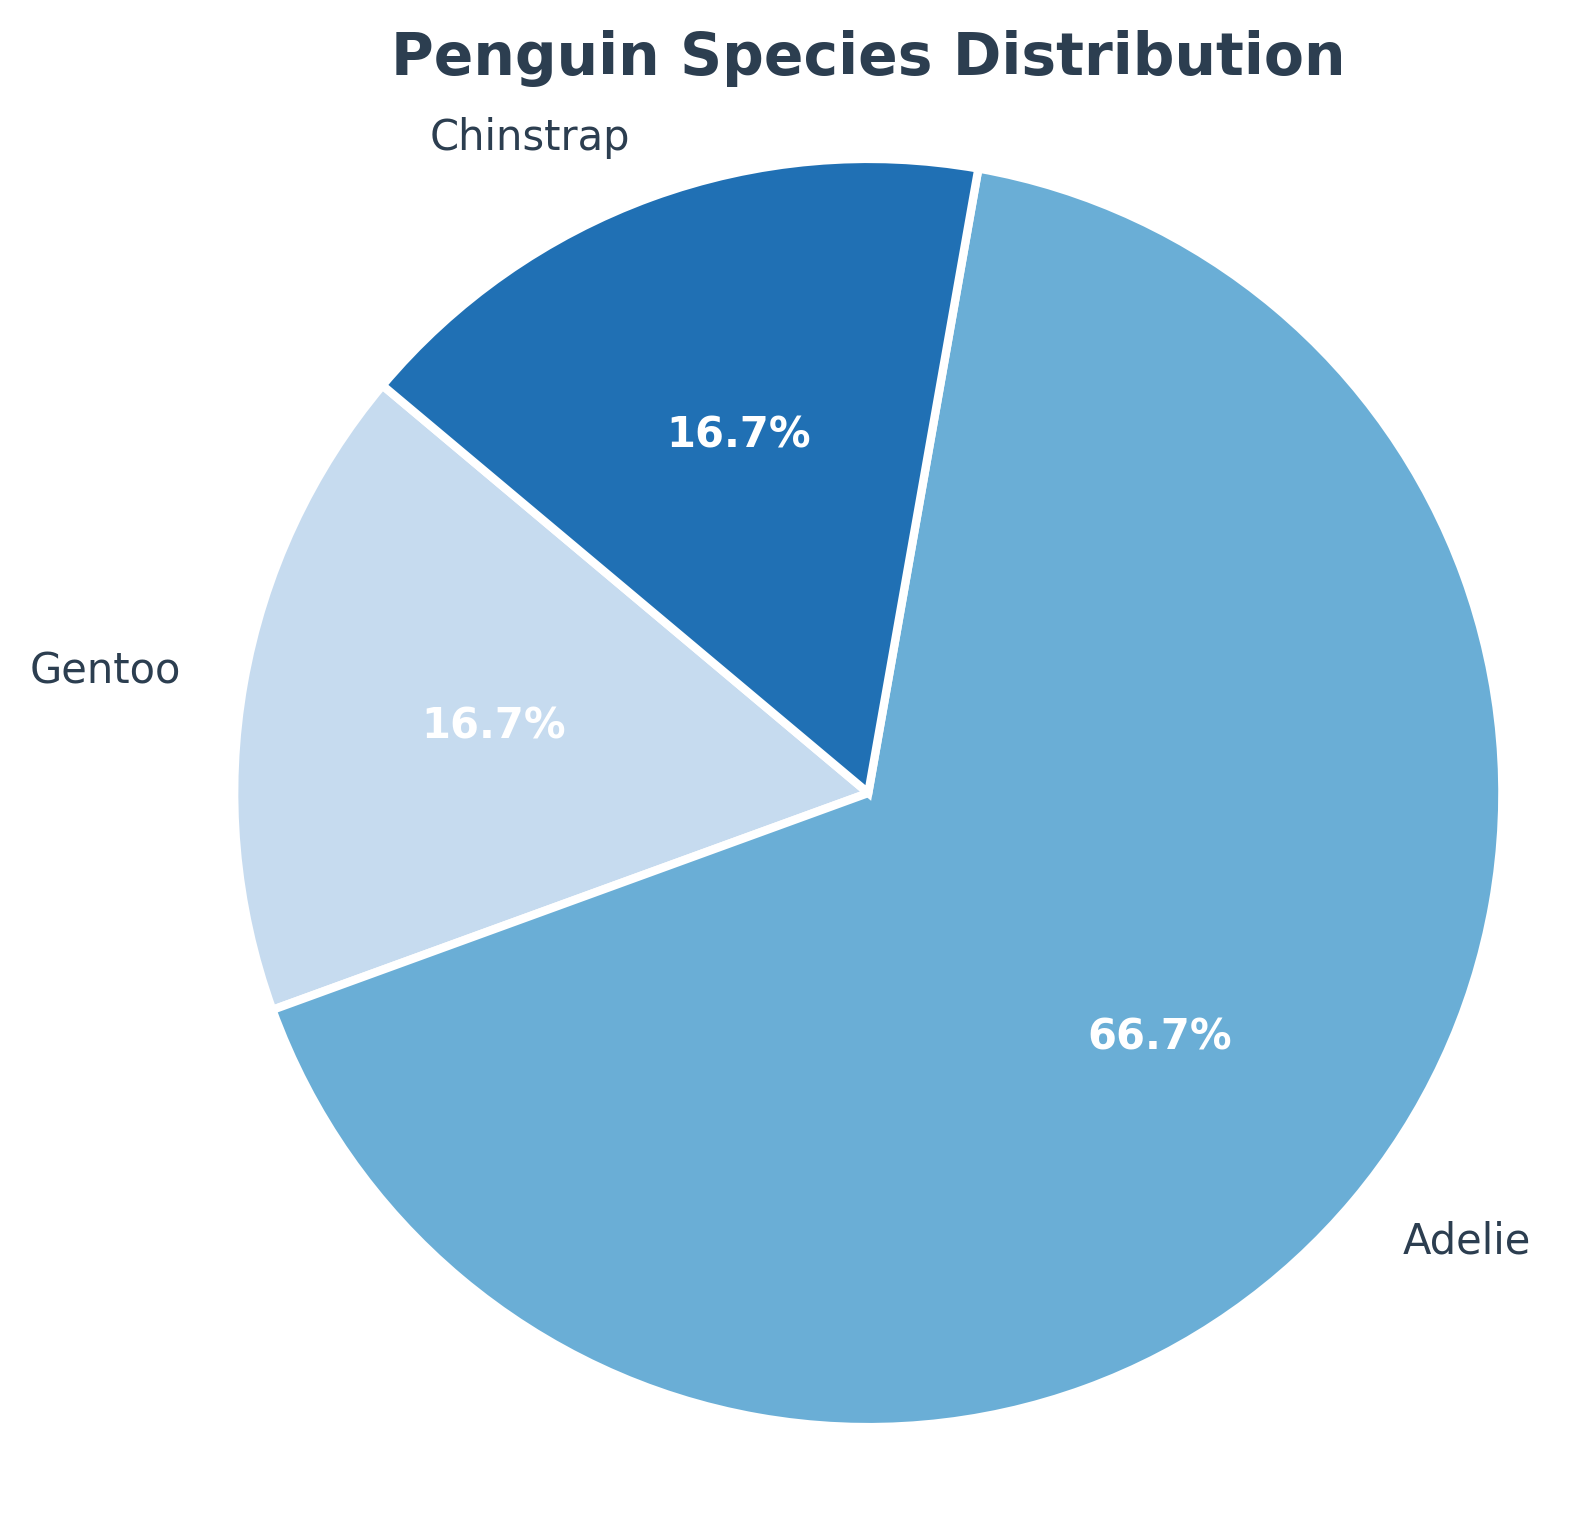 Penguin Species Distribution
Chinstrap
16.7%
Gentoo
16.7%
66.7%
Adelie